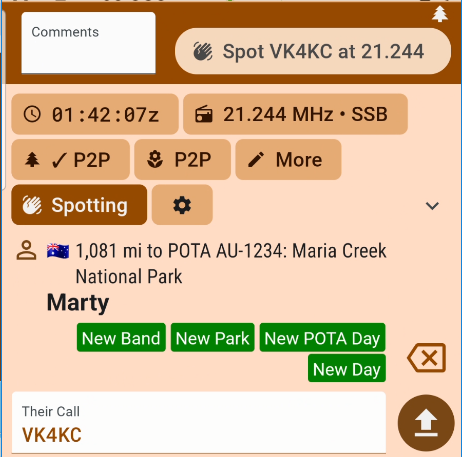 Comments
Spot VK4KC at 21.244
01:42:07z
21.244 MHz • SSB
✓ P2P
P2P
More
Spotting
1,081 mi to POTA AU-1234: Maria Creek
National Park
Marty
New Band
New Park
New POTA Day
New Day
Their Call
VK4KC